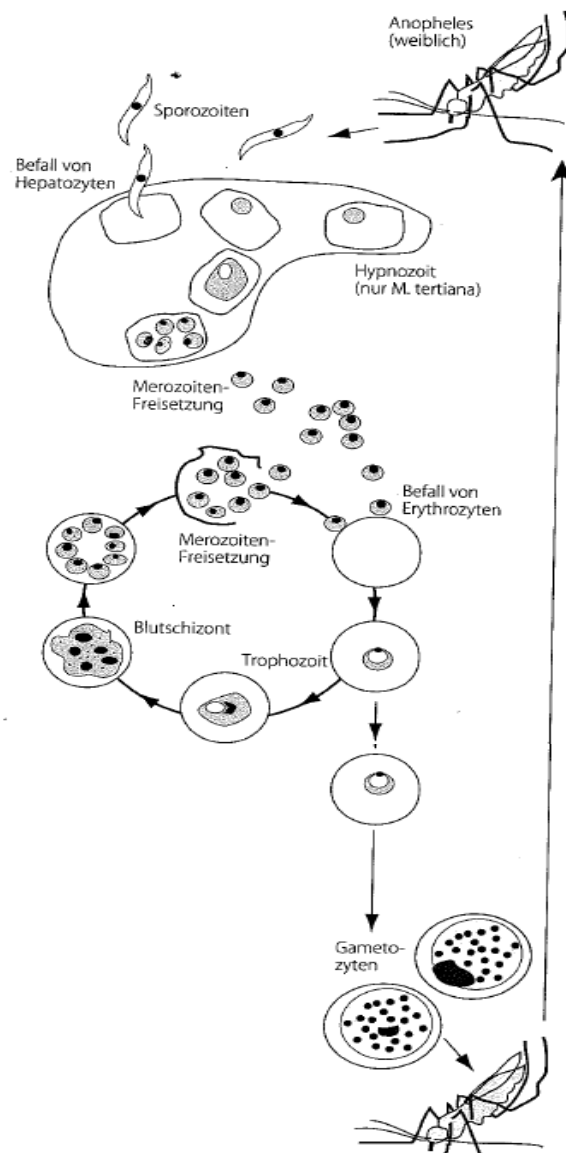 Anopheles
(weiblich)
Sporozoiten
Befall von
Hepatozyten
Hypnozoit
(nur M. tertiana)
Merozoiten-
Freisetzung
Befall von
Erythrozyten
Merozoiten-
Freisetzung
Blutschizont
Trophozoit
Gameto-
zyten